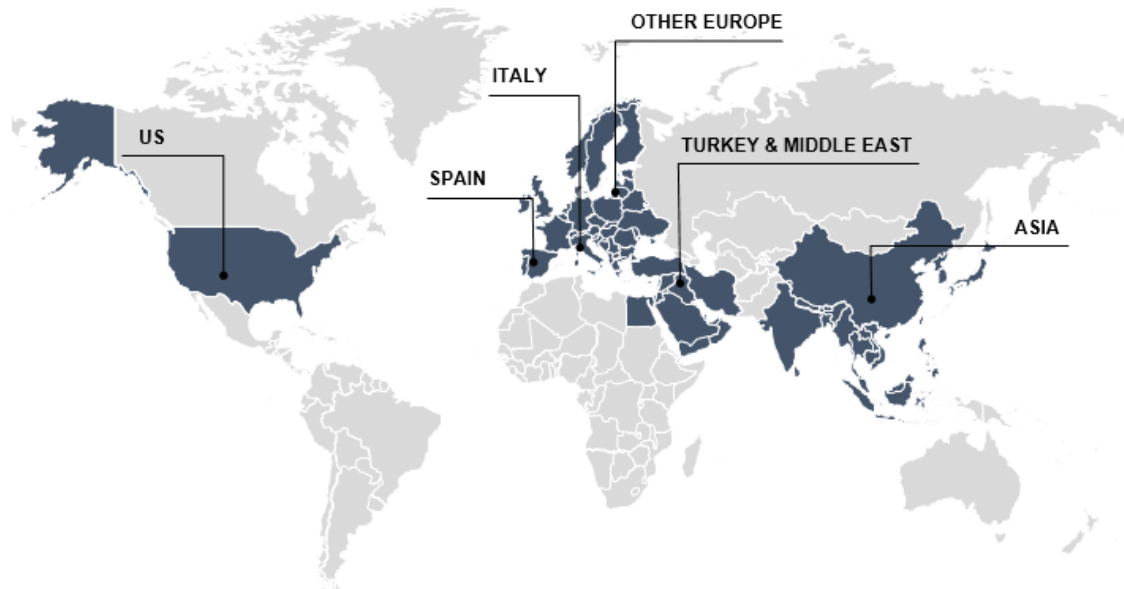 OTHER EUROPE
ITALY
US
TURKEY & MIDDLE EAST
SPAIN
ASIA